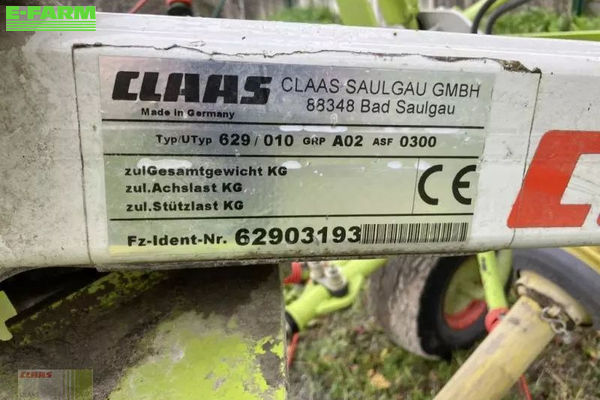 E-FARM
CLAAS
Made in Germany
CLAAS SAULGAU GMBH
88348 Bad Saulgau
Typ/UTyp 629 / 010 GRP A02 ASF 0300
zulGesamtgewicht KG
zul.Achslast KG
zul.Stützlast KG
CE
Fz-Ident-Nr. 62903193
CLAAS